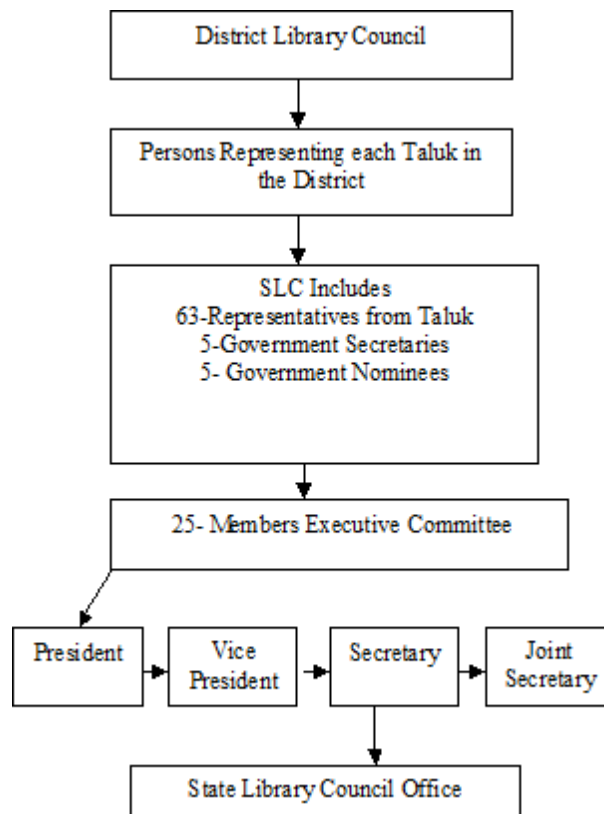 District Library Council
Persons Representing each Taluk in
the District
SLC Includes
63-Representatives from Taluk
5-Government Secretaries
5- Government Nominees
25- Members Executive Committee
President
Vice
President
Secretary
Joint
Secretary
State Library Council Office